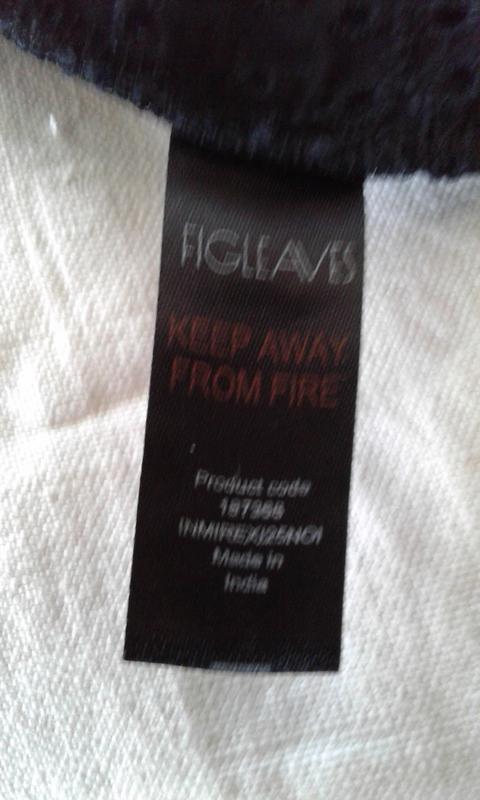 FIGLEAVES
KEEP AWAY
FROM FIRE
Product code
Made in
India